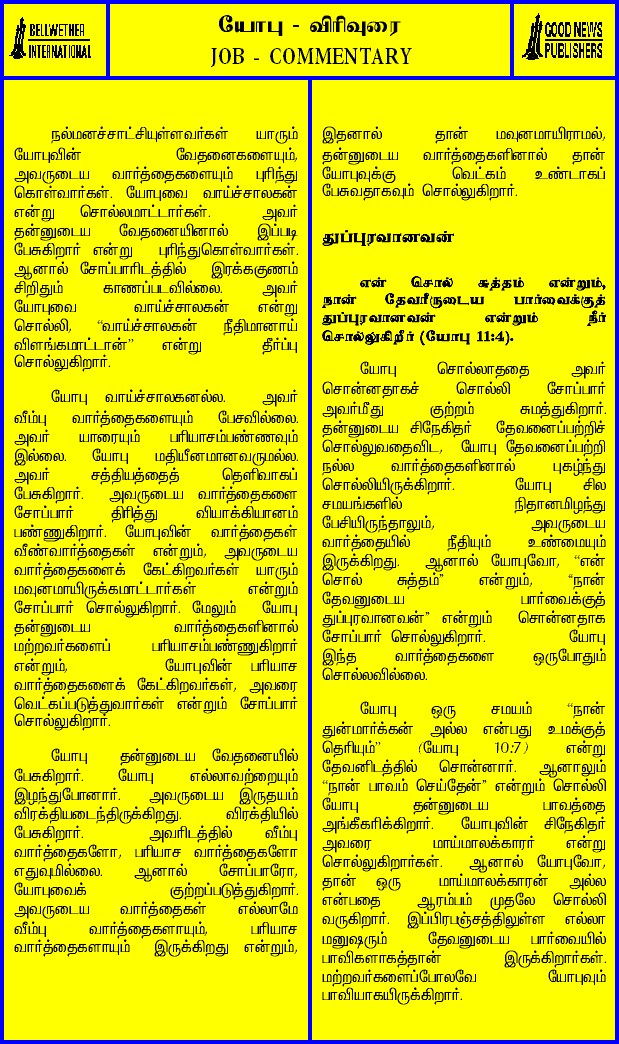 BELLWETHER
INTERNATIONAL
யோபு - விரிவுரை
JOB - COMMENTARY
GOOD NEWS
PUBLISHERS
நல்மனச்சாட்சியுள்ளவர்கள் யாரும்
யோபுவின் வேதனைகளையும்,
அவருடைய வார்த்தைகளையும் புரிந்து
கொள்வார்கள். யோபுவை வாய்ச்சாலகன்
என்று சொல்லமாட்டார்கள். அவர்
தன்னுடைய வேதனையினால் இப்படி
பேசுகிறார் என்று புரிந்துகொள்வார்கள்.
ஆனால் சோப்பாரிடத்தில் இரக்ககுணம்
சிறிதும் காணப்படவில்லை. அவர்
யோபுவை வாய்ச்சாலகன் என்று
சொல்லி, “வாய்ச்சாலகன் நீதிமானாய்
விளங்கமாட்டான்” என்று தீர்ப்பு
சொல்லுகிறார்.
யோபு வாய்ச்சாலகனல்ல. அவர்
வீம்பு வார்த்தைகளையும் பேசவில்லை.
அவர் யாரையும் பரியாசம்பண்ணவும்
இல்லை. யோபு மதியீனமானவருமல்ல.
அவர் சத்தியத்தைத் தெளிவாகப்
பேசுகிறார். அவருடைய வார்த்தைகளை
சோப்பார் திரித்து வியாக்கியானம்
பண்ணுகிறார். யோபுவின் வார்த்தைகள்
வீண்வார்த்தைகள் என்றும், அவருடைய
வார்த்தைகளைக் கேட்கிறவர்கள் யாரும்
மவுனமாயிருக்கமாட்டார்கள் என்றும்
சோப்பார் சொல்லுகிறார். மேலும் யோபு
தன்னுடைய வார்த்தைகளினால்
மற்றவர்களைப் பரியாசம்பண்ணுகிறார்
என்றும், யோபுவின் பரியாச
வார்த்தைகளைக் கேட்கிறவர்கள், அவரை
வெட்கப்படுத்துவார்கள் என்றும் சோப்பார்
சொல்லுகிறார்.
யோபு தன்னுடைய வேதனையில்
பேசுகிறார். யோபு எல்லாவற்றையும்
இழந்துபோனார். அவருடைய இருதயம்
விரக்தியடைந்திருக்கிறது. விரக்தியில்
பேசுகிறார். அவரிடத்தில் வீம்பு
வார்த்தைகளோ, பரியாச வார்த்தைகளோ
எதுவுமில்லை. ஆனால் சோப்பாரோ,
யோபுவைக் குற்றப்படுத்துகிறார்.
அவருடைய வார்த்தைகள் எல்லாமே
வீம்பு வார்த்தைகளாயும், பரியாச
வார்த்தைகளாயும் இருக்கிறது என்றும்,
இதனால் தான் மவுனமாயிராமல்,
தன்னுடைய வார்த்தைகளினால் தான்
யோபுவுக்கு வெட்கம் உண்டாகப்
பேசுவதாகவும் சொல்லுகிறார்.
துப்புரவானவன்
என் சொல் சுத்தம் என்றும்,
நான் தேவரீருடைய பார்வைக்குத்
துப்புரவானவன் என்றும் நீர்
சொல்லுகிறீர் (யோபு 11:4).
யோபு சொல்லாததை அவர்
சொன்னதாகச் சொல்லி சோப்பார்
அவர்மீது குற்றம் சுமத்துகிறார்.
தன்னுடைய சிநேகிதர் தேவனைப்பற்றிச்
சொல்லுவதைவிட, யோபு தேவனைப்பற்றி
நல்ல வார்த்தைகளினால் புகழ்ந்து
சொல்லியிருக்கிறார். யோபு சில
சமயங்களில் நிதானமிழந்து
பேசியிருந்தாலும், அவருடைய
வார்த்தையில் நீதியும் உண்மையும்
இருக்கிறது. ஆனால் யோபுவோ, “என்
சொல் சுத்தம்” என்றும், “நான்
தேவனுடைய பார்வைக்குத்
துப்புரவானவன்” என்றும் சொன்னதாக
சோப்பார் சொல்லுகிறார். யோபு
இந்த வார்த்தைகளை ஒருபோதும்
சொல்லவில்லை.
யோபு ஒரு சமயம் “நான்
துன்மார்க்கன் அல்ல என்பது உமக்குத்
தெரியும்” (யோபு 10:7) என்று
தேவனிடத்தில் சொன்னார். ஆனாலும்
“நான் பாவம் செய்தேன்” என்றும் சொல்லி
யோபு தன்னுடைய பாவத்தை
அங்கீகரிக்கிறார். யோபுவின் சிநேகிதர்
அவரை மாய்மாலக்காரர் என்று
சொல்லுகிறார்கள். ஆனால் யோபுவோ,
தான் ஒரு மாய்மாலக்காரன் அல்ல
என்பதை ஆரம்பம் முதலே சொல்லி
வருகிறார். இப்பிரபஞ்சத்திலுள்ள எல்லா
மனுஷரும் தேவனுடைய பார்வையில்
பாவிகளாகத்தான் இருக்கிறார்கள்.
மற்றவர்களைப்போலவே யோபுவும்
பாவியாகயிருக்கிறார்.